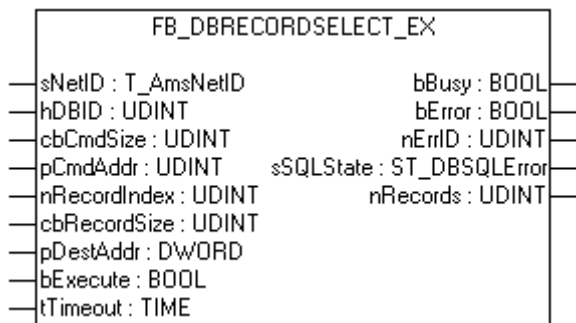 FB_DBRECORDSELECT_EX
sNetID : T_AmsNetID bBusy : BOOL
hDBID : UDINT bError : BOOL
cbCmdSize : UDINT nErrID : UDINT
pCmdAddr : UDINT sSQLState : ST_DBSQLError
nRecordIndex : UDINT nRecords : UDINT
cbRecordSize : UDINT
pDestAddr : DWORD
bExecute : BOOL
tTimeout : TIME